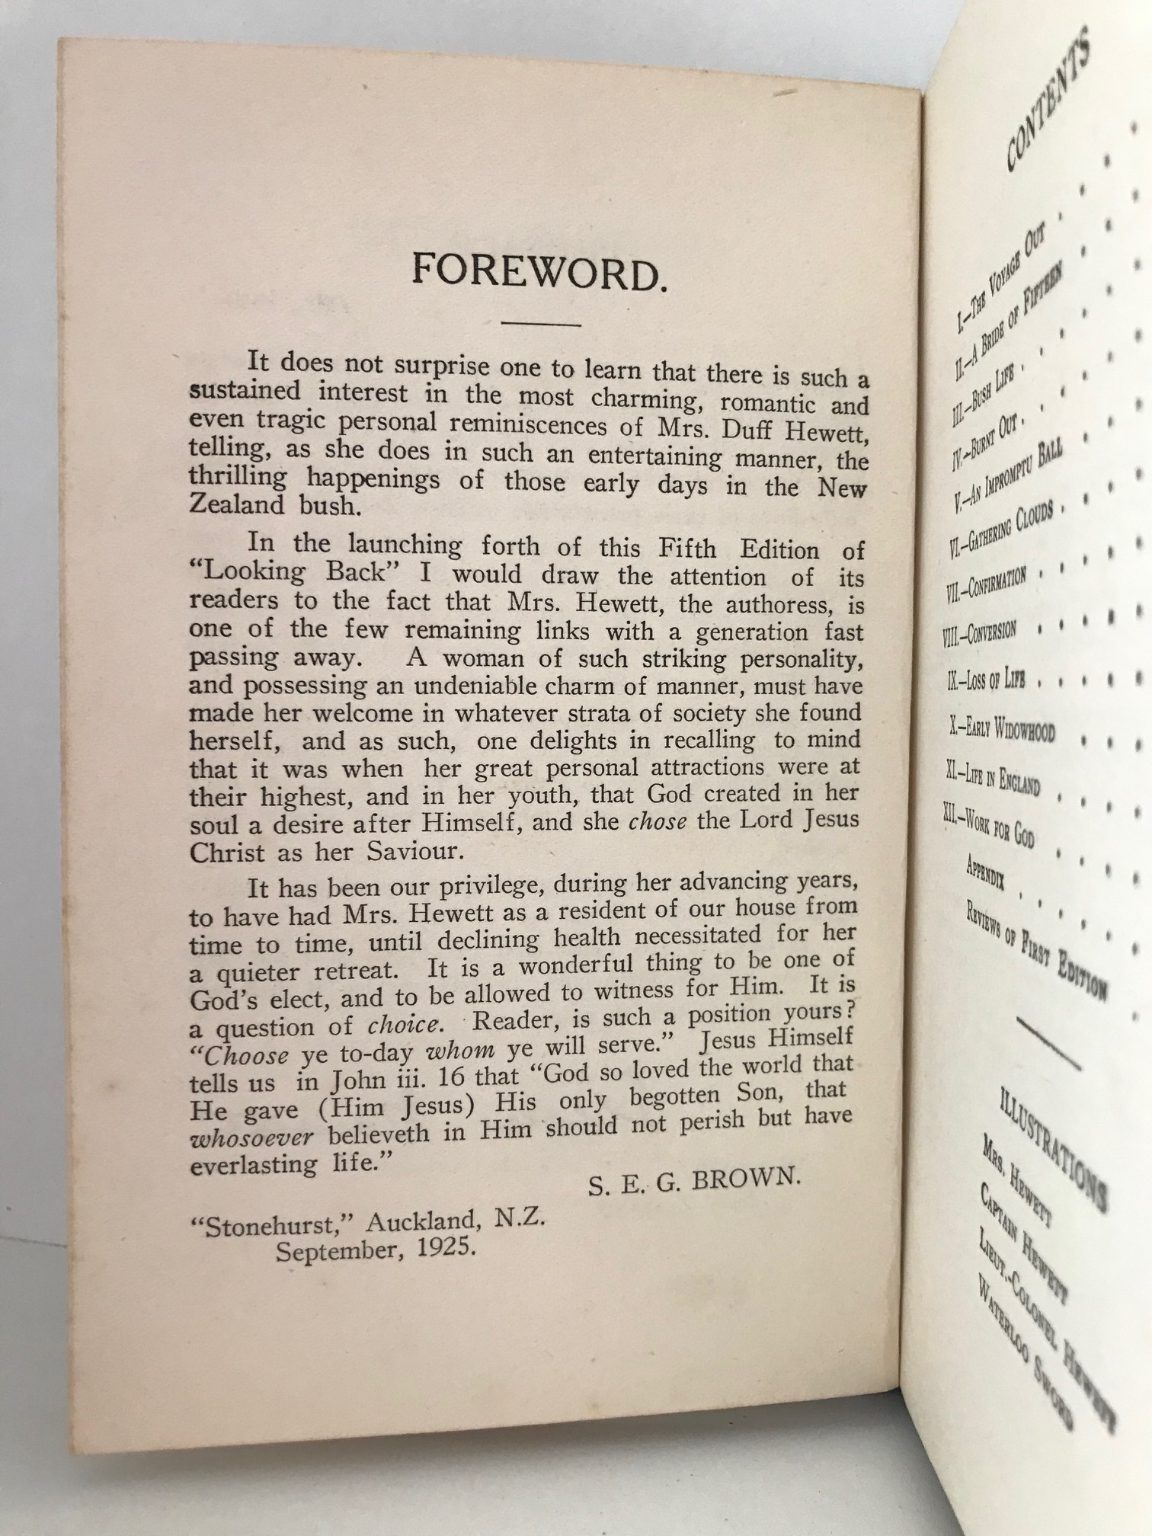 FOREWORD.
It does not surprise one to learn that there is such a
sustained interest in the most charming, romantic and
even tragic personal reminiscences of Mrs. Duff Hewett,
telling, as she does in such an entertaining manner, the
thrilling happenings of those early days in the New
Zealand bush.
In the launching forth of this Fifth Edition of
"Looking Back" I would draw the attention of its
readers to the fact that Mrs. Hewett, the authoress, is
one of the few remaining links with a generation fast
passing away. A woman of such striking personality,
and possessing an undeniable charm of manner, must have
made her welcome in whatever strata of society she found
herself, and as such, one delights in recalling to mind
that it was when her great personal attractions were at
their highest, and in her youth, that God created in her
soul a desire after Himself, and she chose the Lord Jesus
Christ as her Saviour.
It has been our privilege, during her advancing years,
to have had Mrs. Hewett as a resident of our house from
time to time, until declining health necessitated for her
a quieter retreat. It is a wonderful thing to be one of
God's elect, and to be allowed to witness for Him. It is
a question of choice. Reader, is such a position yours?
"Choose ye to-day whom ye will serve." Jesus Himself
tells us in John iii. 16 that "God so loved the world that
He gave (Him Jesus) His only begotten Son, that
whosoever believeth in Him should not perish but have
everlasting life."
S. E. G. BROWN.
"Stonehurst," Auckland, N.Z.
September, 1925.
CONTENTS
I.—The Voyage Out . . .
II.—A Bride of Fifteen . . .
III.—Bush Life . . . .
IV.—Burnt Out . . . .
V.—An Impromptu Ball . .
VI.—Gathering Clouds . . .
VII.—Confirmation . . . .
VIII.—Conversion . . . .
IX.—Loss of Life . . . .
X.—Early Widowhood . . .
XI.—Life in England . . .
XII.—Work for God . . .
Appendix . . . .
Reviews of First Edition .
ILLUSTRATIONS
Mrs. Hewett
Captain Hewett
Lieut.-Colonel Hewett
Waterloo Sword